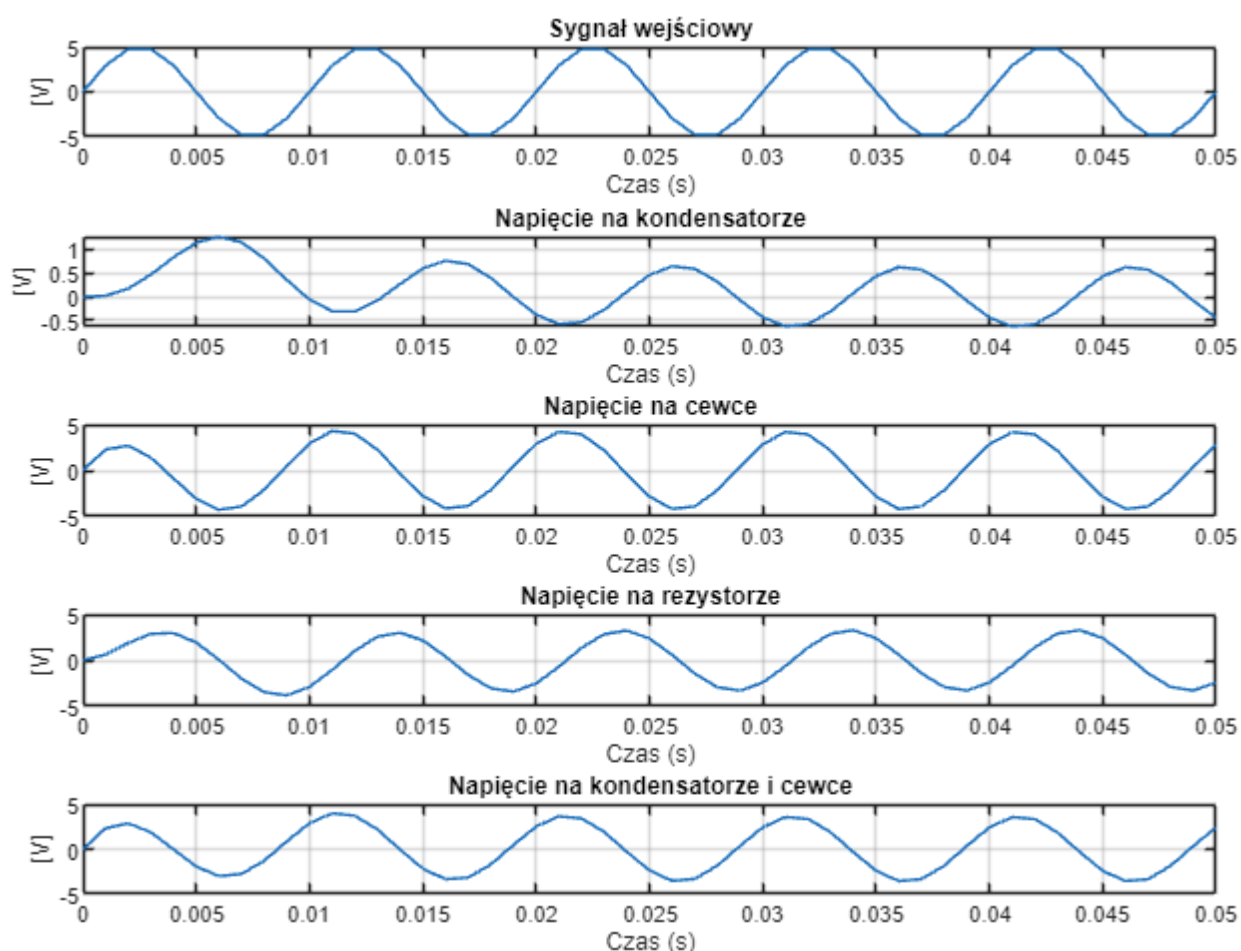 Sygnał wejściowy
5
0
-5
[V]
0 0.005 0.01 0.015 0.02 0.025 0.03 0.035 0.04 0.045 0.05
Czas (s)
Napięcie na kondensatorze
1
0.5
0
-0.5
[V]
0 0.005 0.01 0.015 0.02 0.025 0.03 0.035 0.04 0.045 0.05
Czas (s)
Napięcie na cewce
5
0
-5
[V]
0 0.005 0.01 0.015 0.02 0.025 0.03 0.035 0.04 0.045 0.05
Czas (s)
Napięcie na rezystorze
5
0
-5
[V]
0 0.005 0.01 0.015 0.02 0.025 0.03 0.035 0.04 0.045 0.05
Czas (s)
Napięcie na kondensatorze i cewce
5
0
-5
[V]
0 0.005 0.01 0.015 0.02 0.025 0.03 0.035 0.04 0.045 0.05
Czas (s)